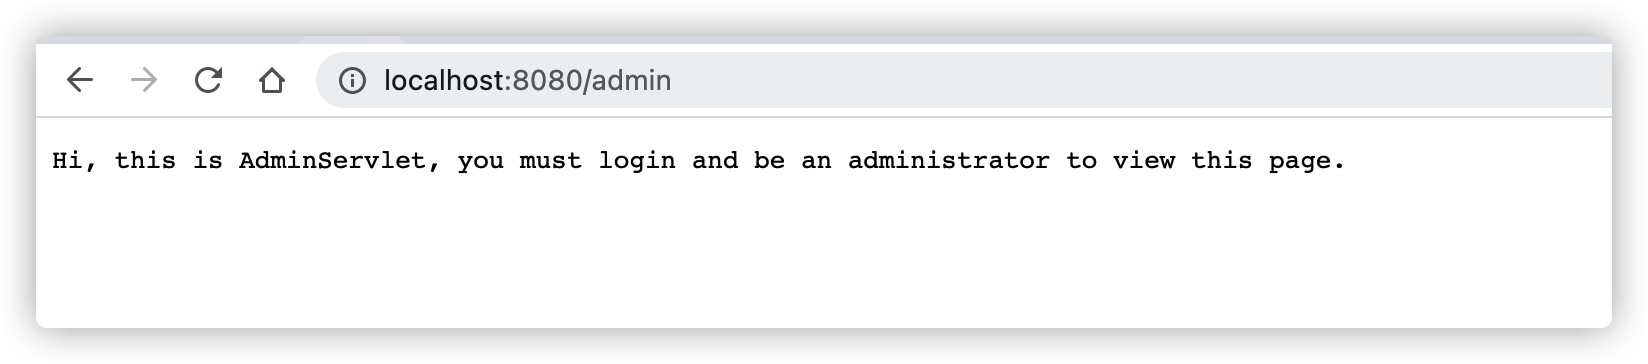 localhost:8080/admin
Hi, this is AdminServlet, you must login and be an administrator to view this page.